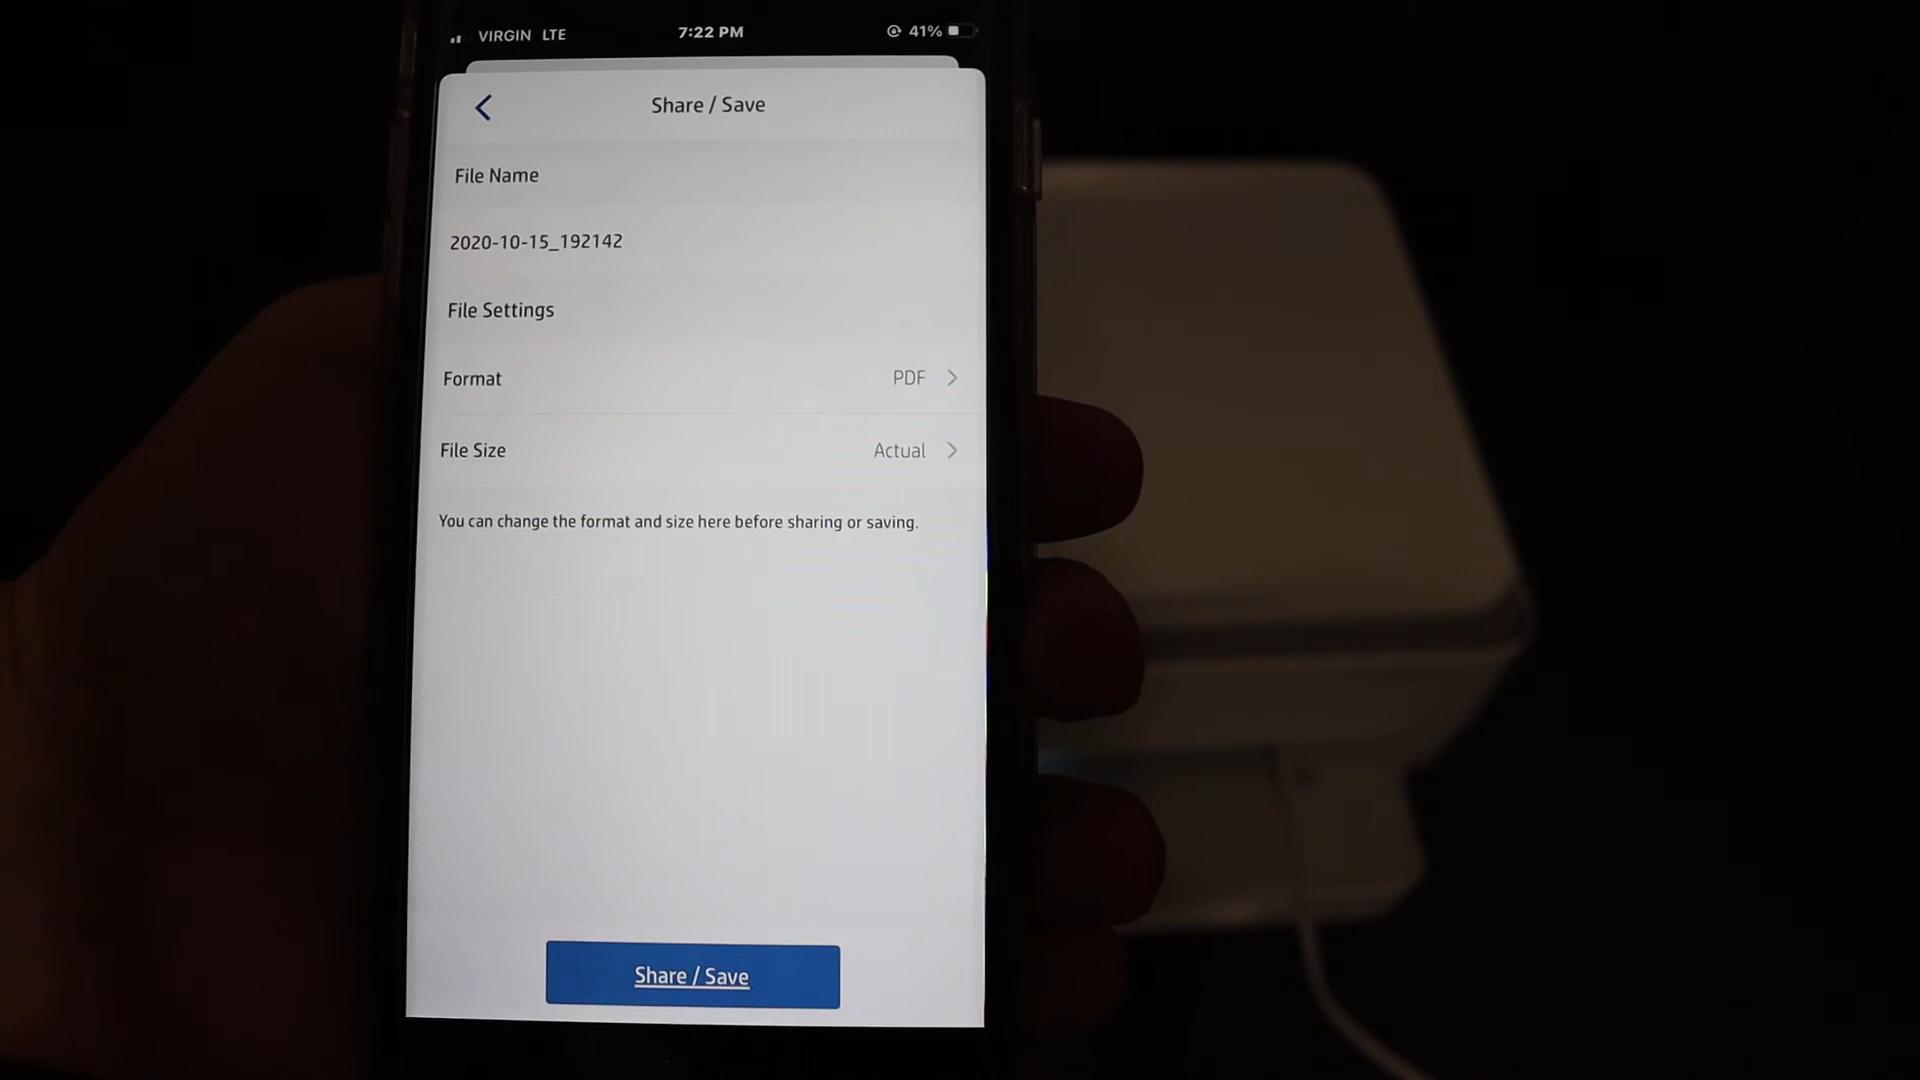 VIRGIN LTE 7:22 PM 41%
Share / Save
File Name
2020-10-15_192142
File Settings
Format PDF
File Size Actual
You can change the format and size here before sharing or saving.
Share / Save